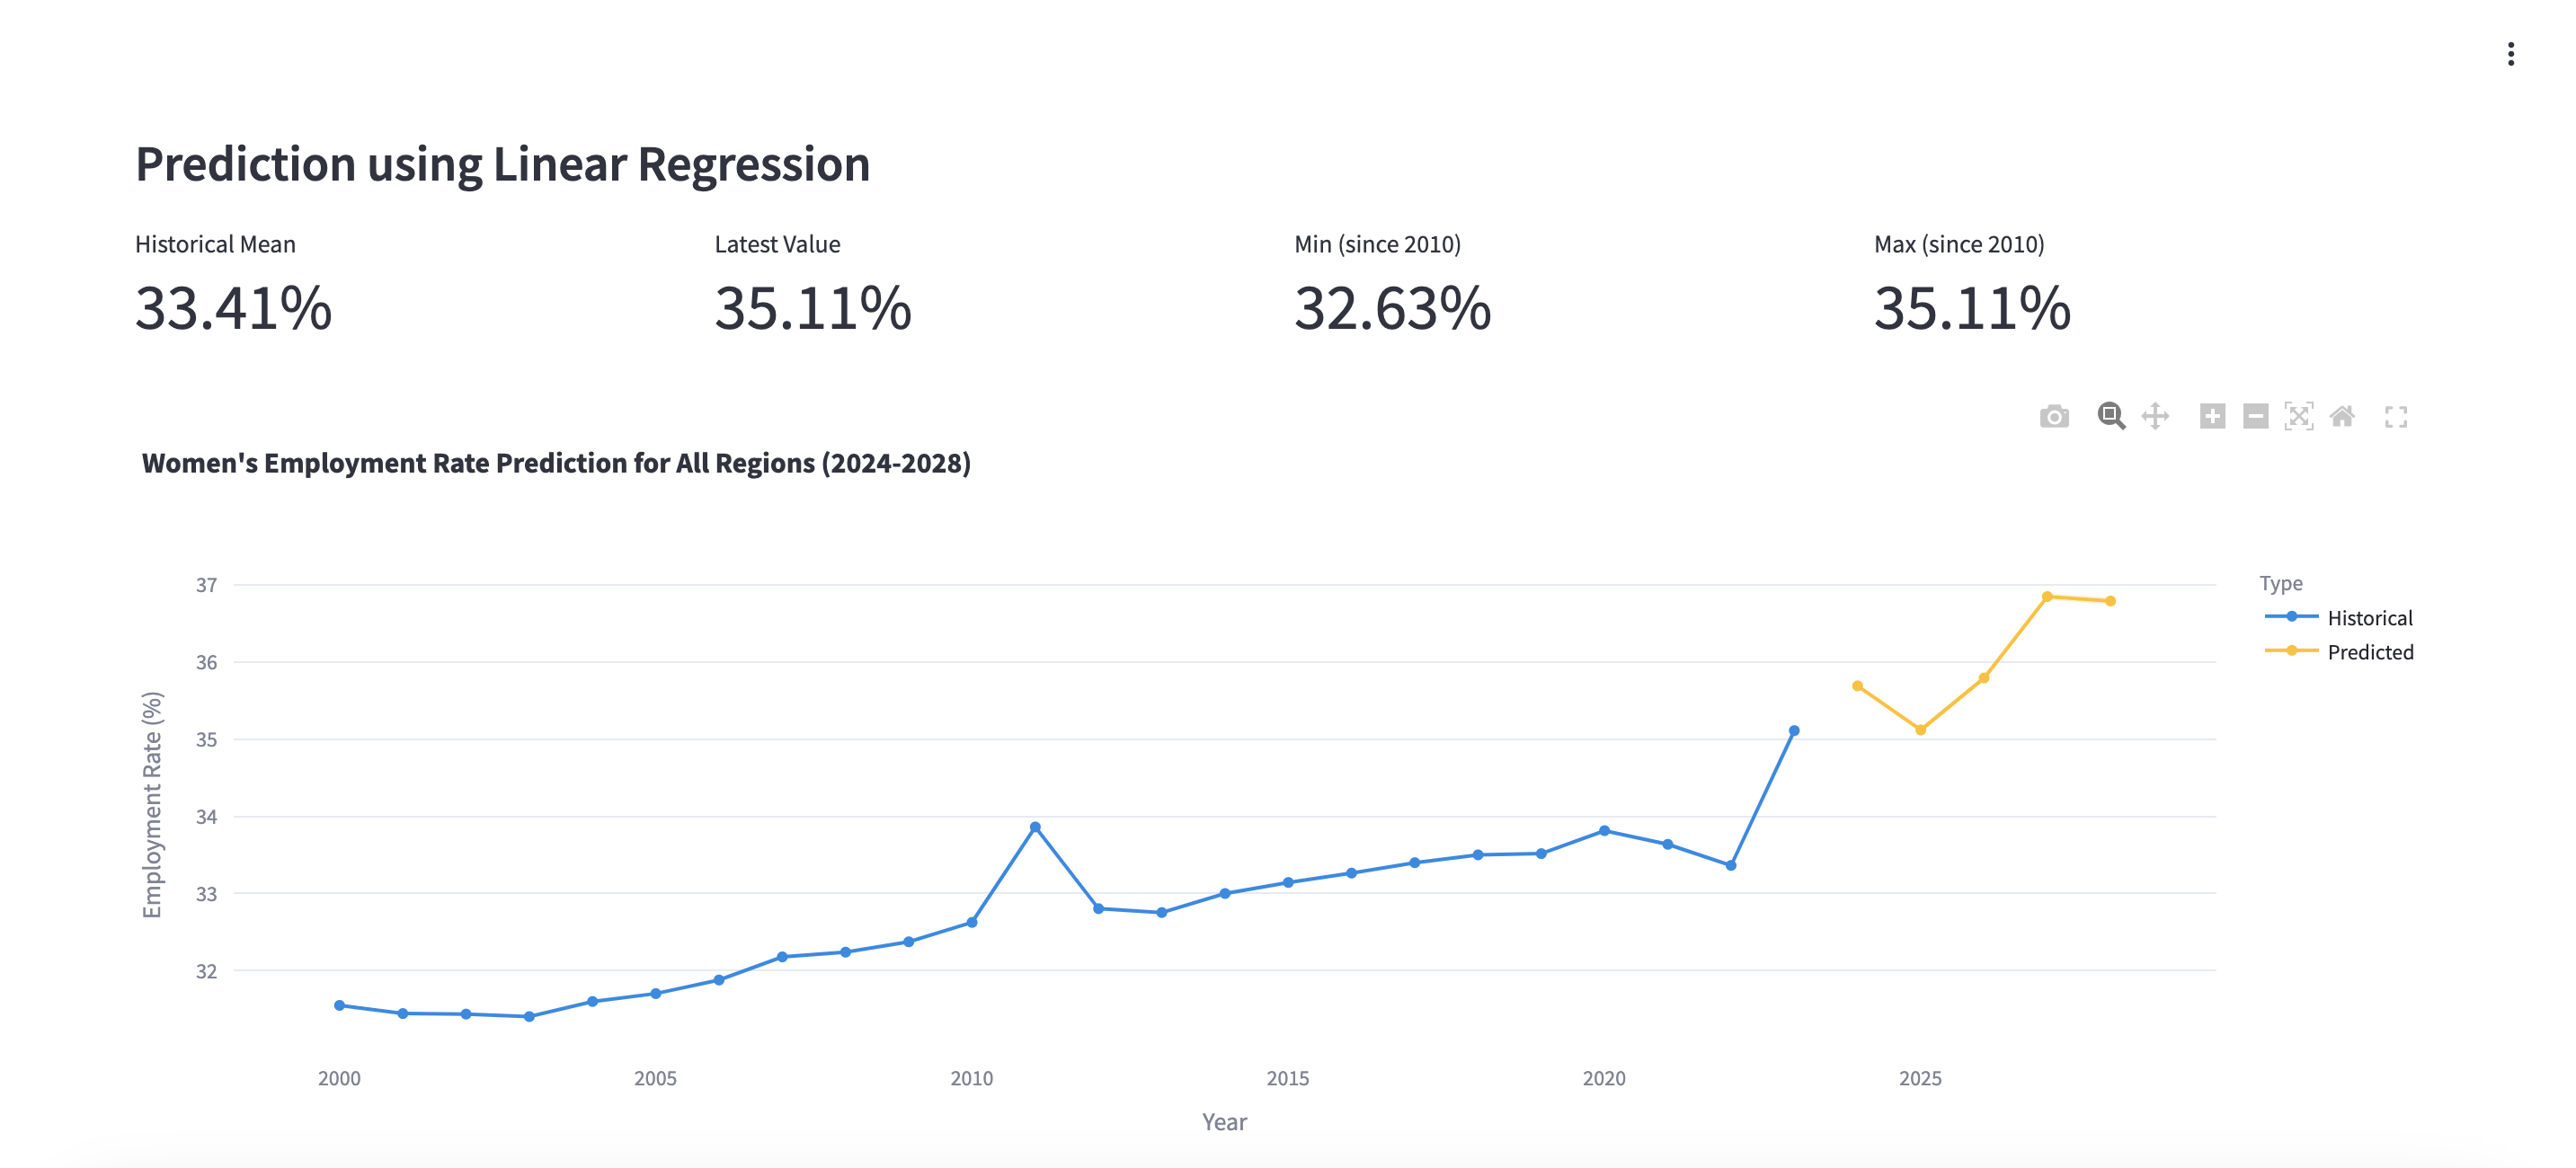 Prediction using Linear Regression
Historical Mean
33.41%
Latest Value
35.11%
Min (since 2010)
32.63%
Max (since 2010)
35.11%
Women's Employment Rate Prediction for All Regions (2024-2028)
37
36
35
34
33
32
Employment Rate (%)
2000
2005
2010
2015
2020
2025
Year
Type
Historical
Predicted